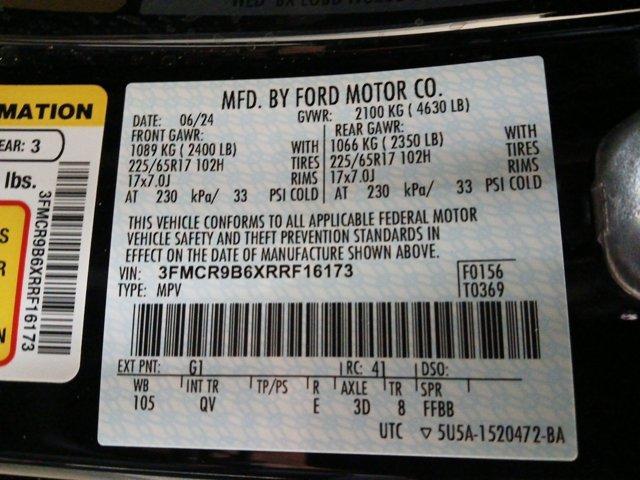 MFD. BY FORD MOTOR CO.
DATE: 06/24 GVWR: 2100 KG ( 4630 LB)
FRONT GAWR: REAR GAWR:
1089 KG ( 2400 LB) WITH 1066 KG ( 2350 LB) WITH
225/65R17 102H TIRES 225/65R17 102H TIRES
17x7.0J RIMS 17x7.0J RIMS
AT 230 kPa/ 33 PSI COLD AT 230 kPa/ 33 PSI COLD
THIS VEHICLE CONFORMS TO ALL APPLICABLE FEDERAL MOTOR
VEHICLE SAFETY AND THEFT PREVENTION STANDARDS IN
EFFECT ON THE DATE OF MANUFACTURE SHOWN ABOVE.
VIN: 3FMCR9B6XRRF16173 F0156
TYPE: MPV T0369
EXT PNT: G1 RC: 41 DSO:
WB INT TR TP/PS R AXLE TR SPR
105 QV E 3D 8 FFBB
UTC ▽ 5U5A-1520472-BA
MATION
EAR: 3
lbs.
3FMCR9B6XRRF16173
S
R
N